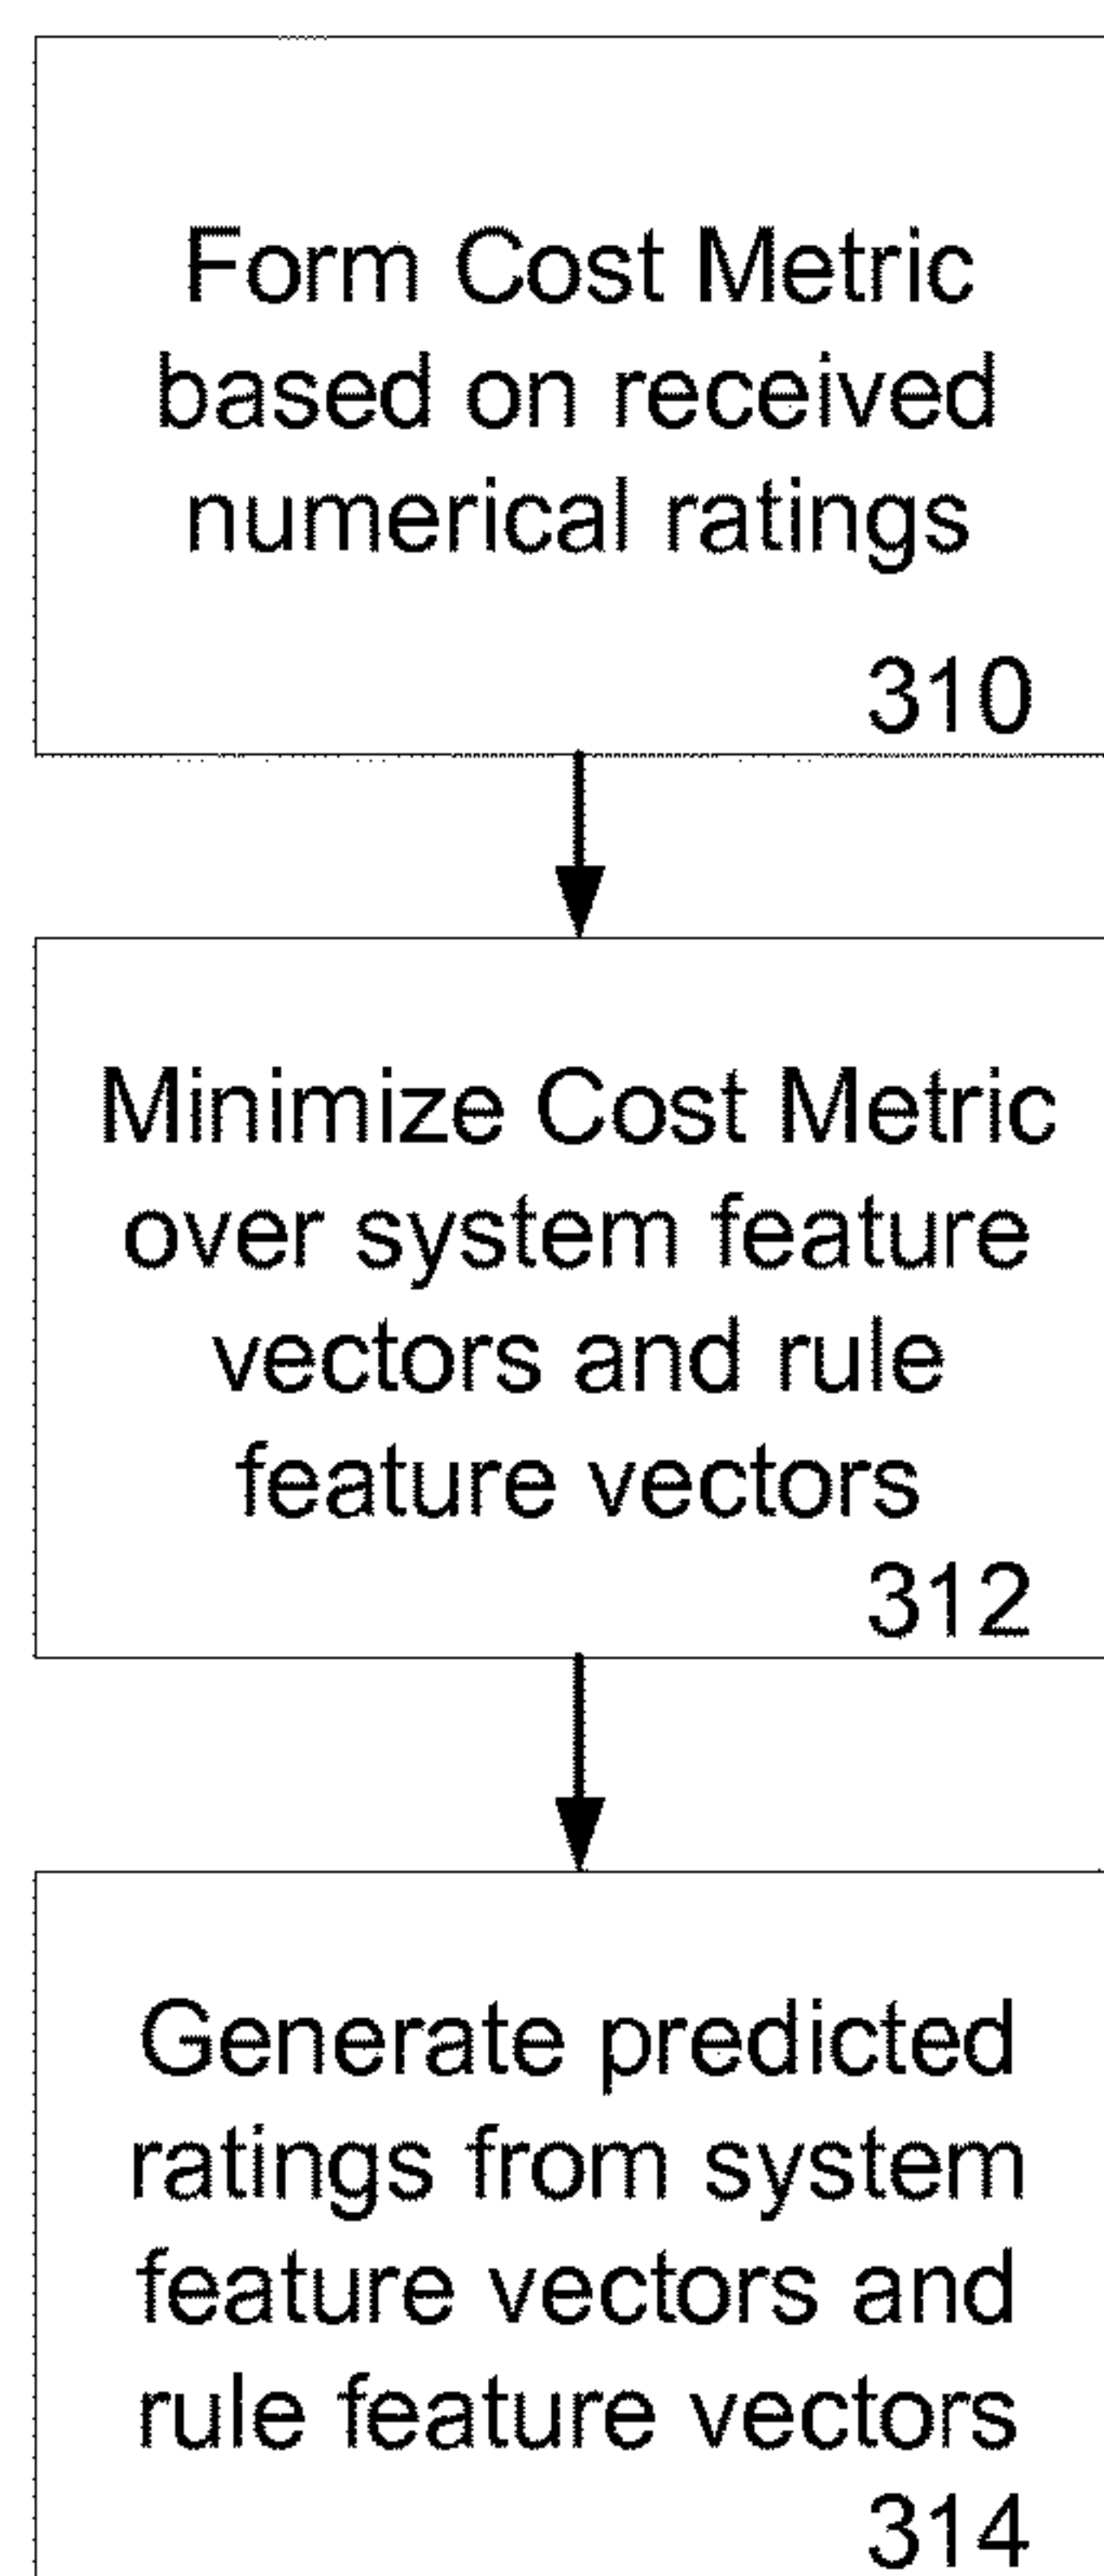 Form Cost Metric
based on received
numerical ratings
310
Minimize Cost Metric
over system feature
vectors and rule
feature vectors
312
Generate predicted
ratings from system
feature vectors and
rule feature vectors
314